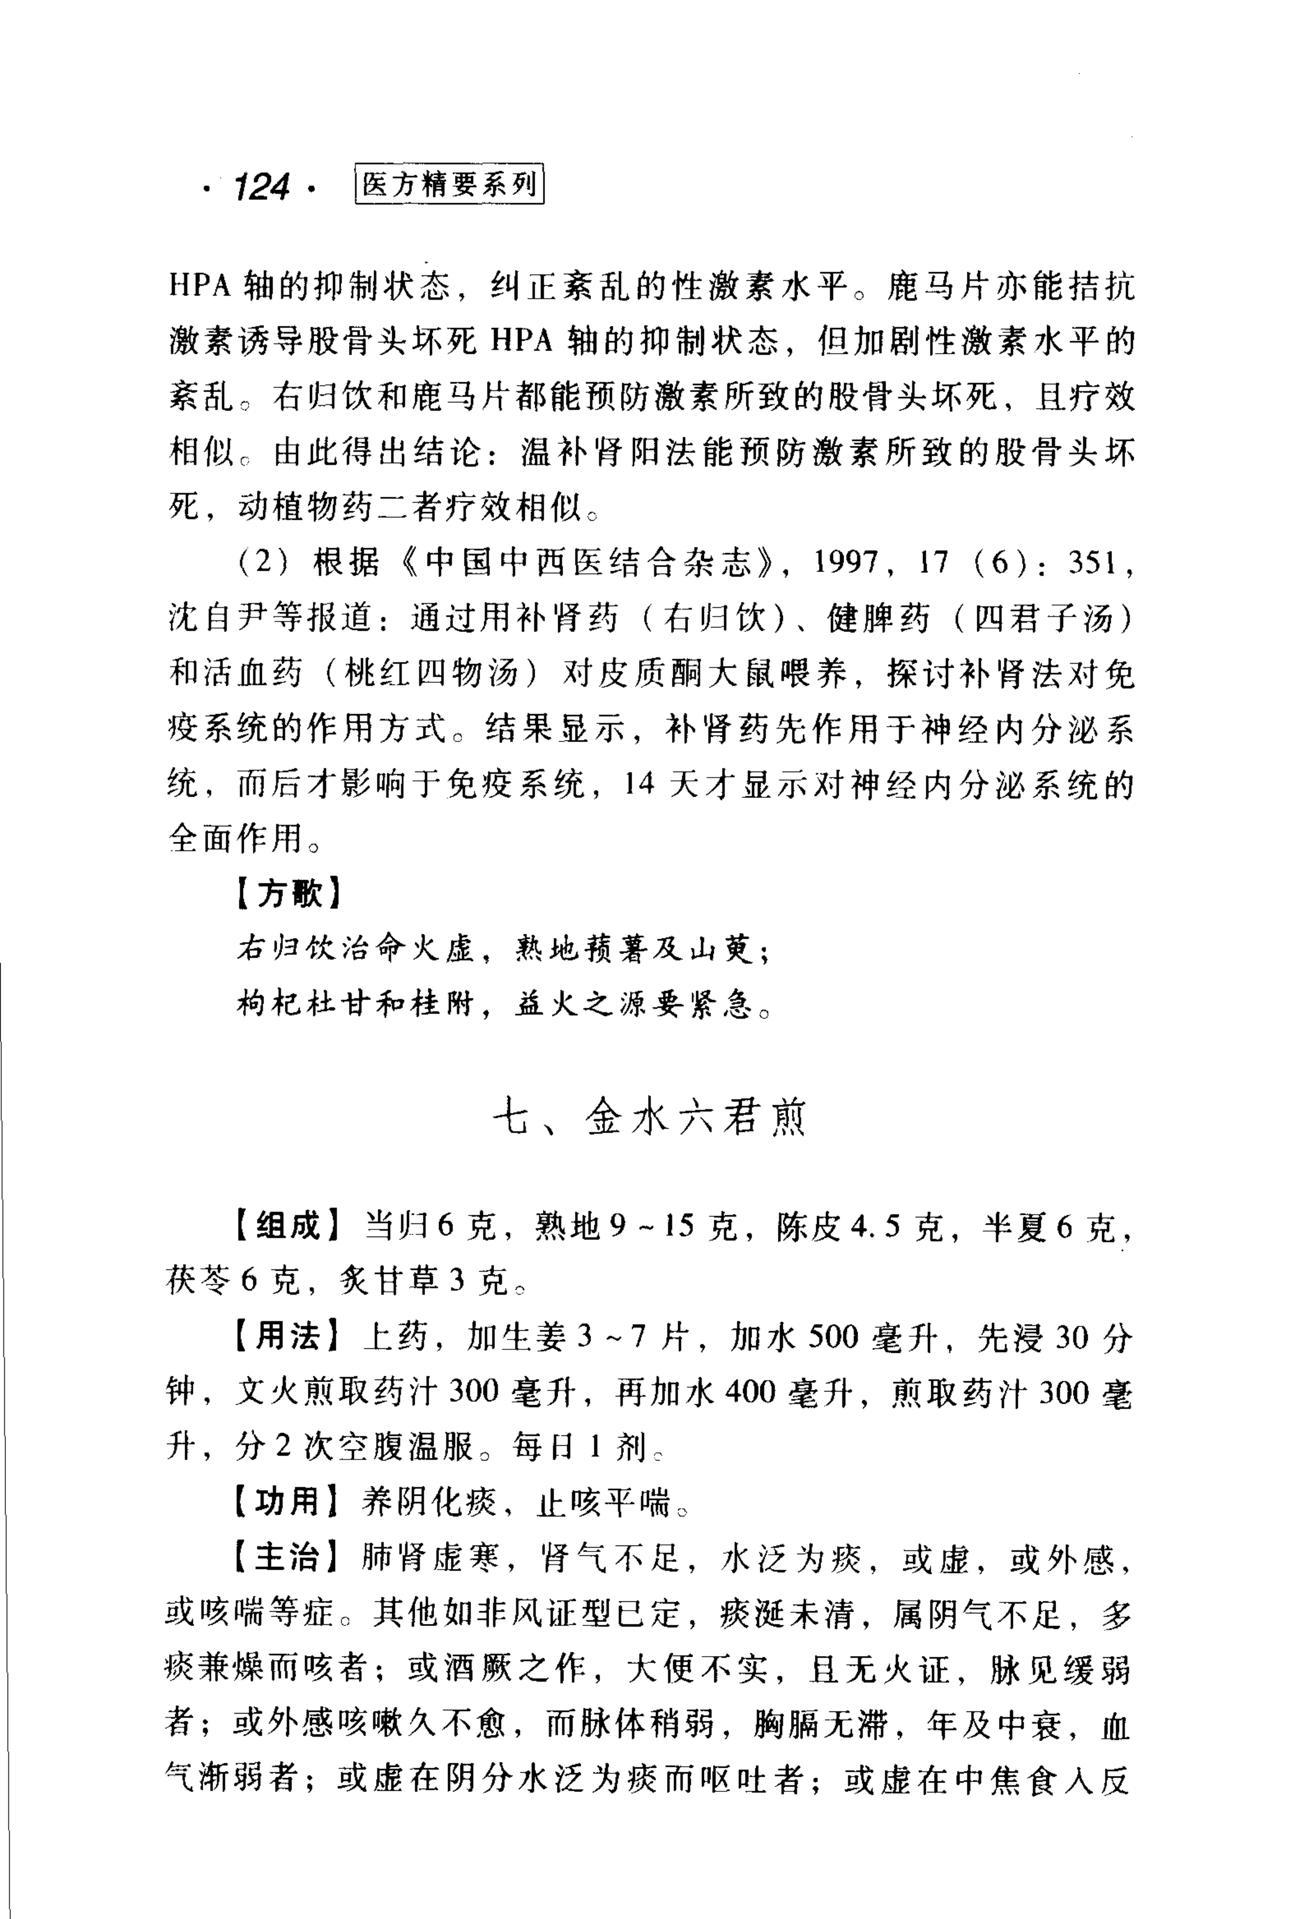 · 124 · 医方精要系列
HPA 轴的抑制状态，纠正紊乱的性激素水平。鹿马片亦能拮抗
激素诱导股骨头坏死 HPA 轴的抑制状态，但加剧性激素水平的
紊乱。右归饮和鹿马片都能预防激素所致的股骨头坏死，且疗效
相似。由此得出结论：温补肾阳法能预防激素所致的股骨头坏
死，动植物药二者疗效相似。
（2）根据《中国中西医结合杂志》，1997，17（6）：351，
沈自尹等报道：通过用补肾药（右归饮）、健脾药（四君子汤）
和活血药（桃红四物汤）对皮质酮大鼠喂养，探讨补肾法对免
疫系统的作用方式。结果显示，补肾药先作用于神经内分泌系
统，而后才影响于免疫系统，14 天才显示对神经内分泌系统的
全面作用。
【方歌】
右归饮治命火虚，熟地蓣薯及山萸；
枸杞杜甘和桂附，益火之源要紧急。
七、金水六君煎
【组成】当归 6 克，熟地 9～15 克，陈皮 4.5 克，半夏 6 克，
茯苓 6 克，炙甘草 3 克。
【用法】上药，加生姜 3～7 片，加水 500 毫升，先浸 30 分
钟，文火煎取药汁 300 毫升，再加水 400 毫升，煎取药汁 300 毫
升，分 2 次空腹温服。每日 1 剂。
【功用】养阴化痰，止咳平喘。
【主治】肺肾虚寒，肾气不足，水泛为痰，或虚，或外感，
或咳喘等症。其他如非风证型已定，痰涎未清，属阴气不足，多
痰兼燥而咳者；或酒厥之作，大便不实，且无火证，脉见缓弱
者；或外感咳嗽久不愈，而脉体稍弱，胸膈无滞，年及中衰，血
气渐弱者；或虚在阴分水泛为痰而呕吐者；或虚在中焦食入反